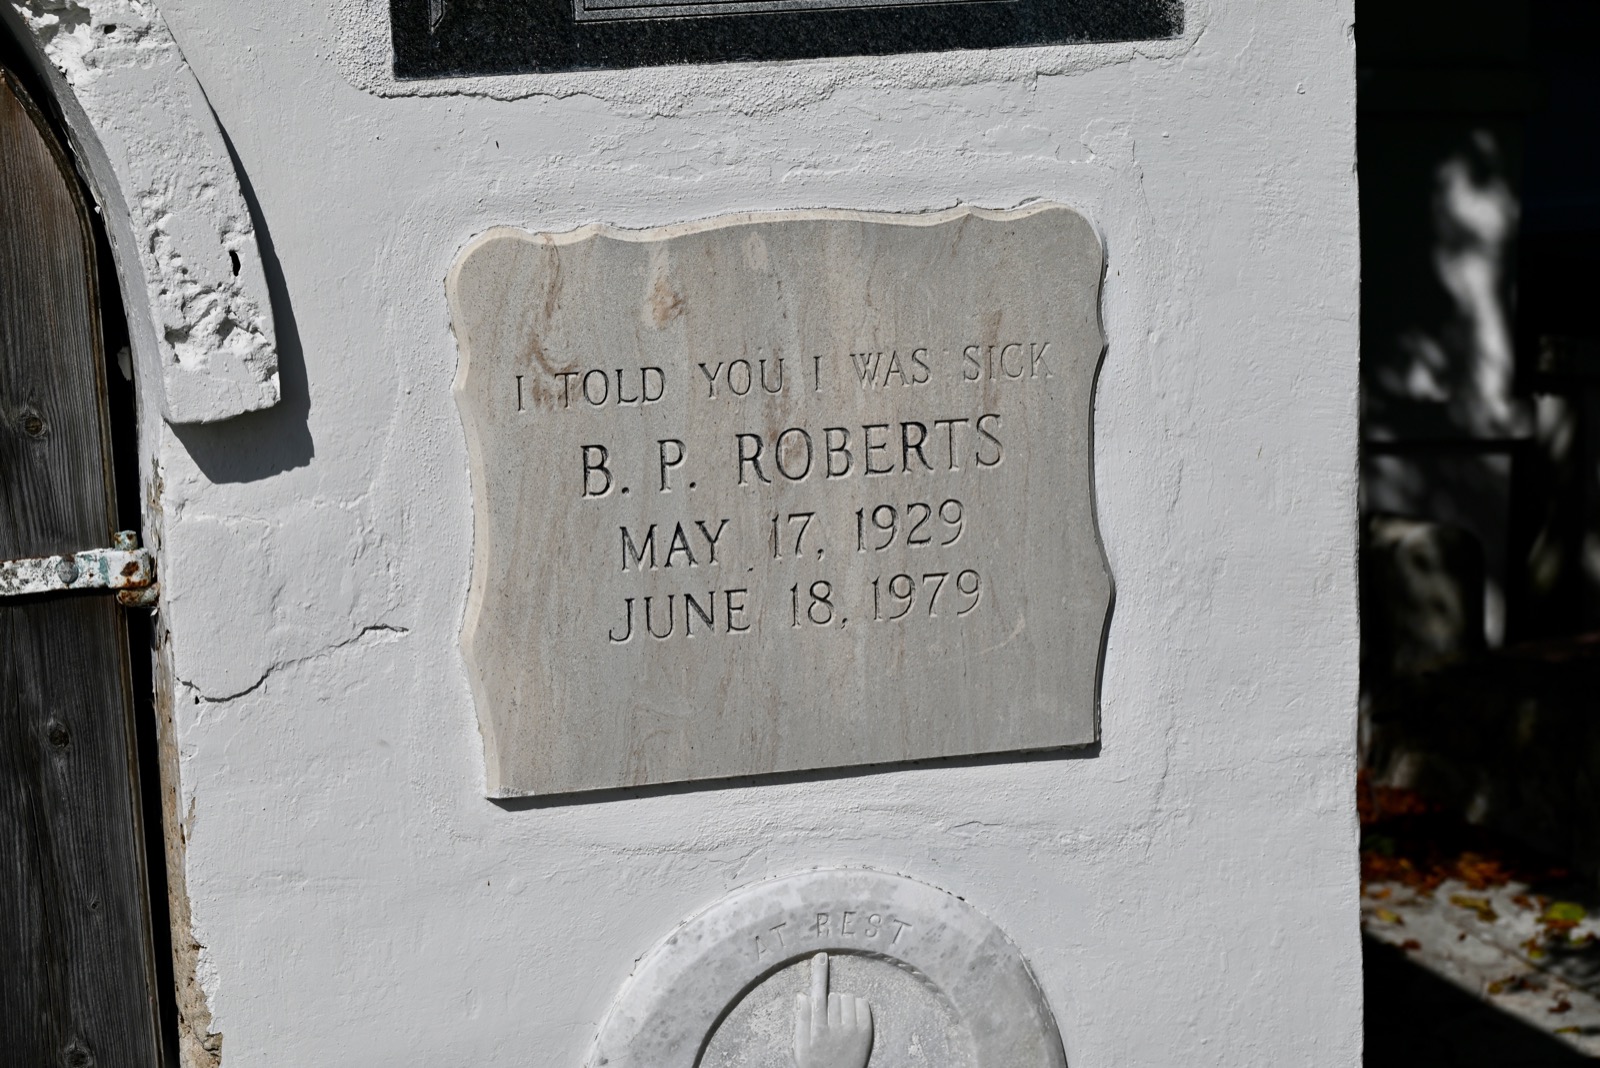 I TOLD YOU I WAS SICK
B. P. ROBERTS
MAY 17, 1929
JUNE 18, 1979
AT REST